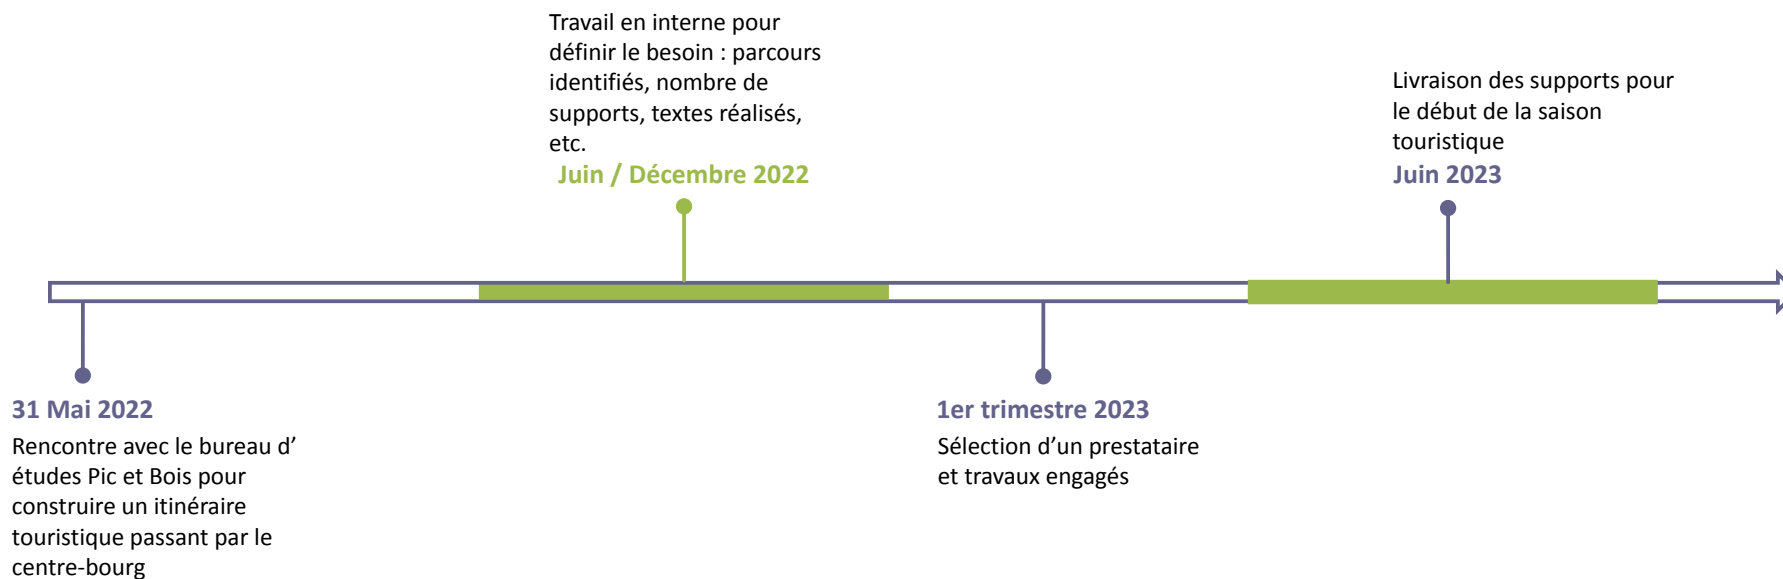 Travail en interne pour
définir le besoin : parcours
identifiés, nombre de
supports, textes réalisés,
etc.
Juin / Décembre 2022
Livraison des supports pour
le début de la saison
touristique
Juin 2023
31 Mai 2022
Rencontre avec le bureau d’
études Pic et Bois pour
construire un itinéraire
touristique passant par le
centre-bourg
1er trimestre 2023
Sélection d’un prestataire
et travaux engagés